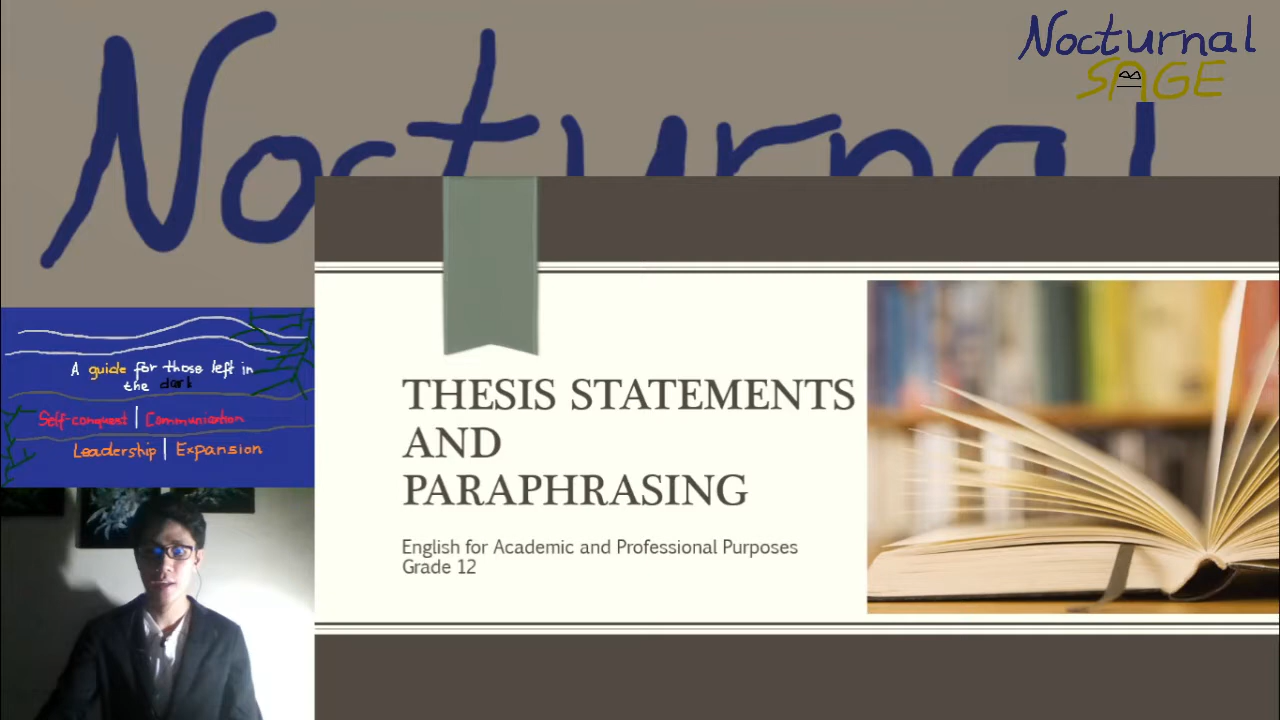 Nocturnal
Nocturnal
SAGE
A guide for those left in
the dark
Self-conquest | Communication
Leadership | Expansion
THESIS STATEMENTS
AND
PARAPHRASING
English for Academic and Professional Purposes
Grade 12